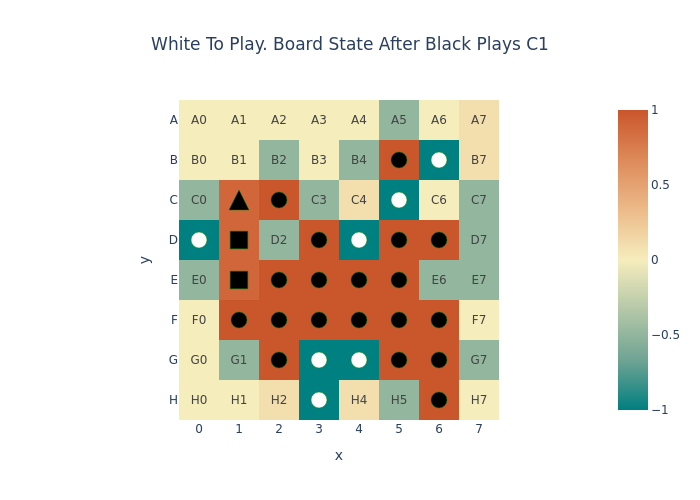 White To Play. Board State After Black Plays C1
A A0 A1 A2 A3 A4 A5 A6 A7
B B0 B1 B2 B3 B4 B7
C C0 C3 C4 C6 C7
D D2 D7
E E0 E6 E7
F F0 F7
G G0 G1 G7
H H0 H1 H2 H4 H5 H7
0 1 2 3 4 5 6 7
x
y
1
0.5
0
−0.5
−1